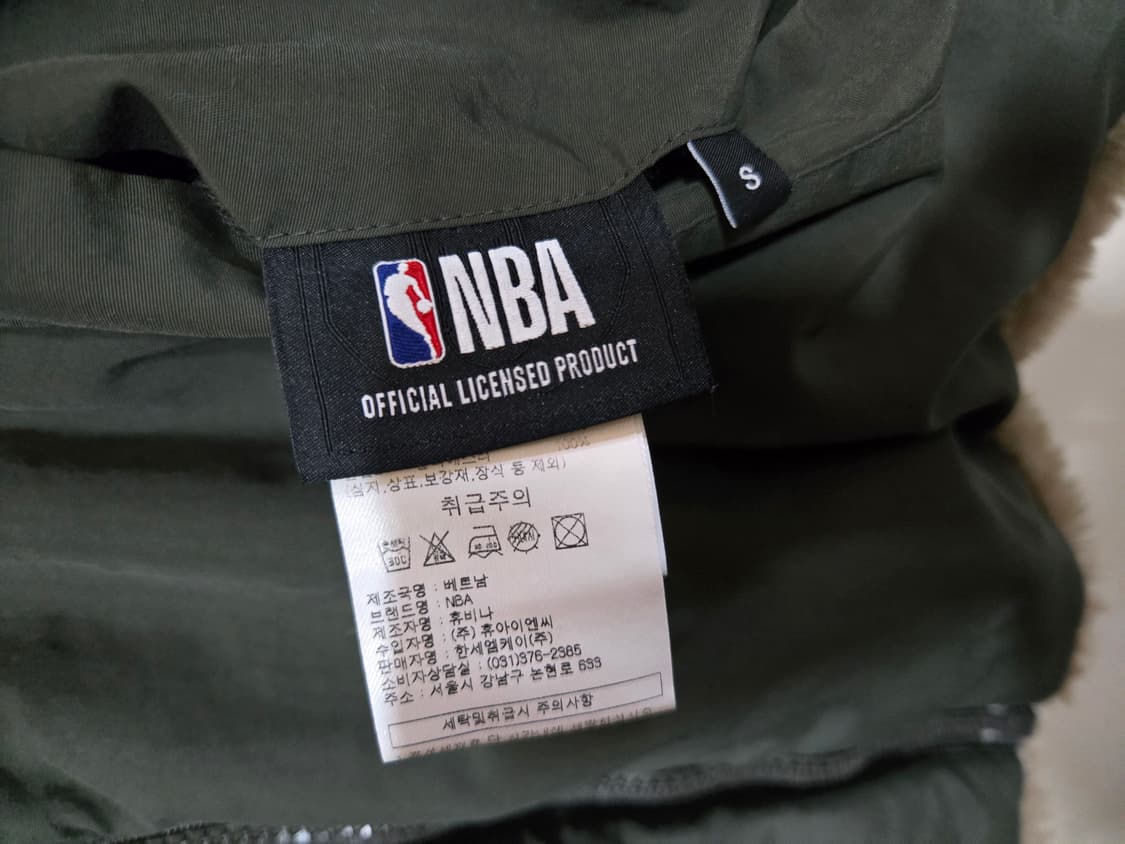 S
NBA
OFFICIAL LICENSED PRODUCT
100%
(심지,상표,보강재,장식 등 제외)
취급주의
제조국명 : 베트남
브랜드명 : NBA
제조자명 : 휴비나
수입자명 : (주) 휴아이엔씨
판매자명 : 한세엠케이(주)
소비자상담실 : (031)376-2385
주소 : 서울시 강남구 논현로 633
세탁및취급시 주의사항